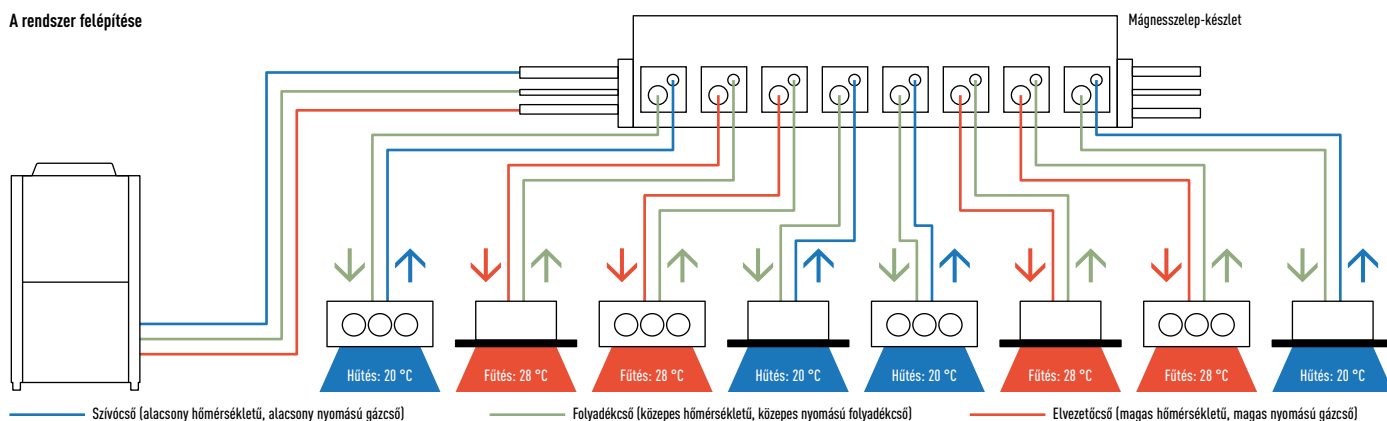 A rendszer felépítése
Mágnesszelep-készlet
Hűtés: 20 °C
Fűtés: 28 °C
Fűtés: 28 °C
Hűtés: 20 °C
Hűtés: 20 °C
Fűtés: 28 °C
Fűtés: 28 °C
Hűtés: 20 °C
Szívócső (alacsony hőmérsékletű, alacsony nyomású gázcső)
Folyadékcső (közepes hőmérsékletű, közepes nyomású folyadékcső)
Elvezetőcső (magas hőmérsékletű, magas nyomású gázcső)